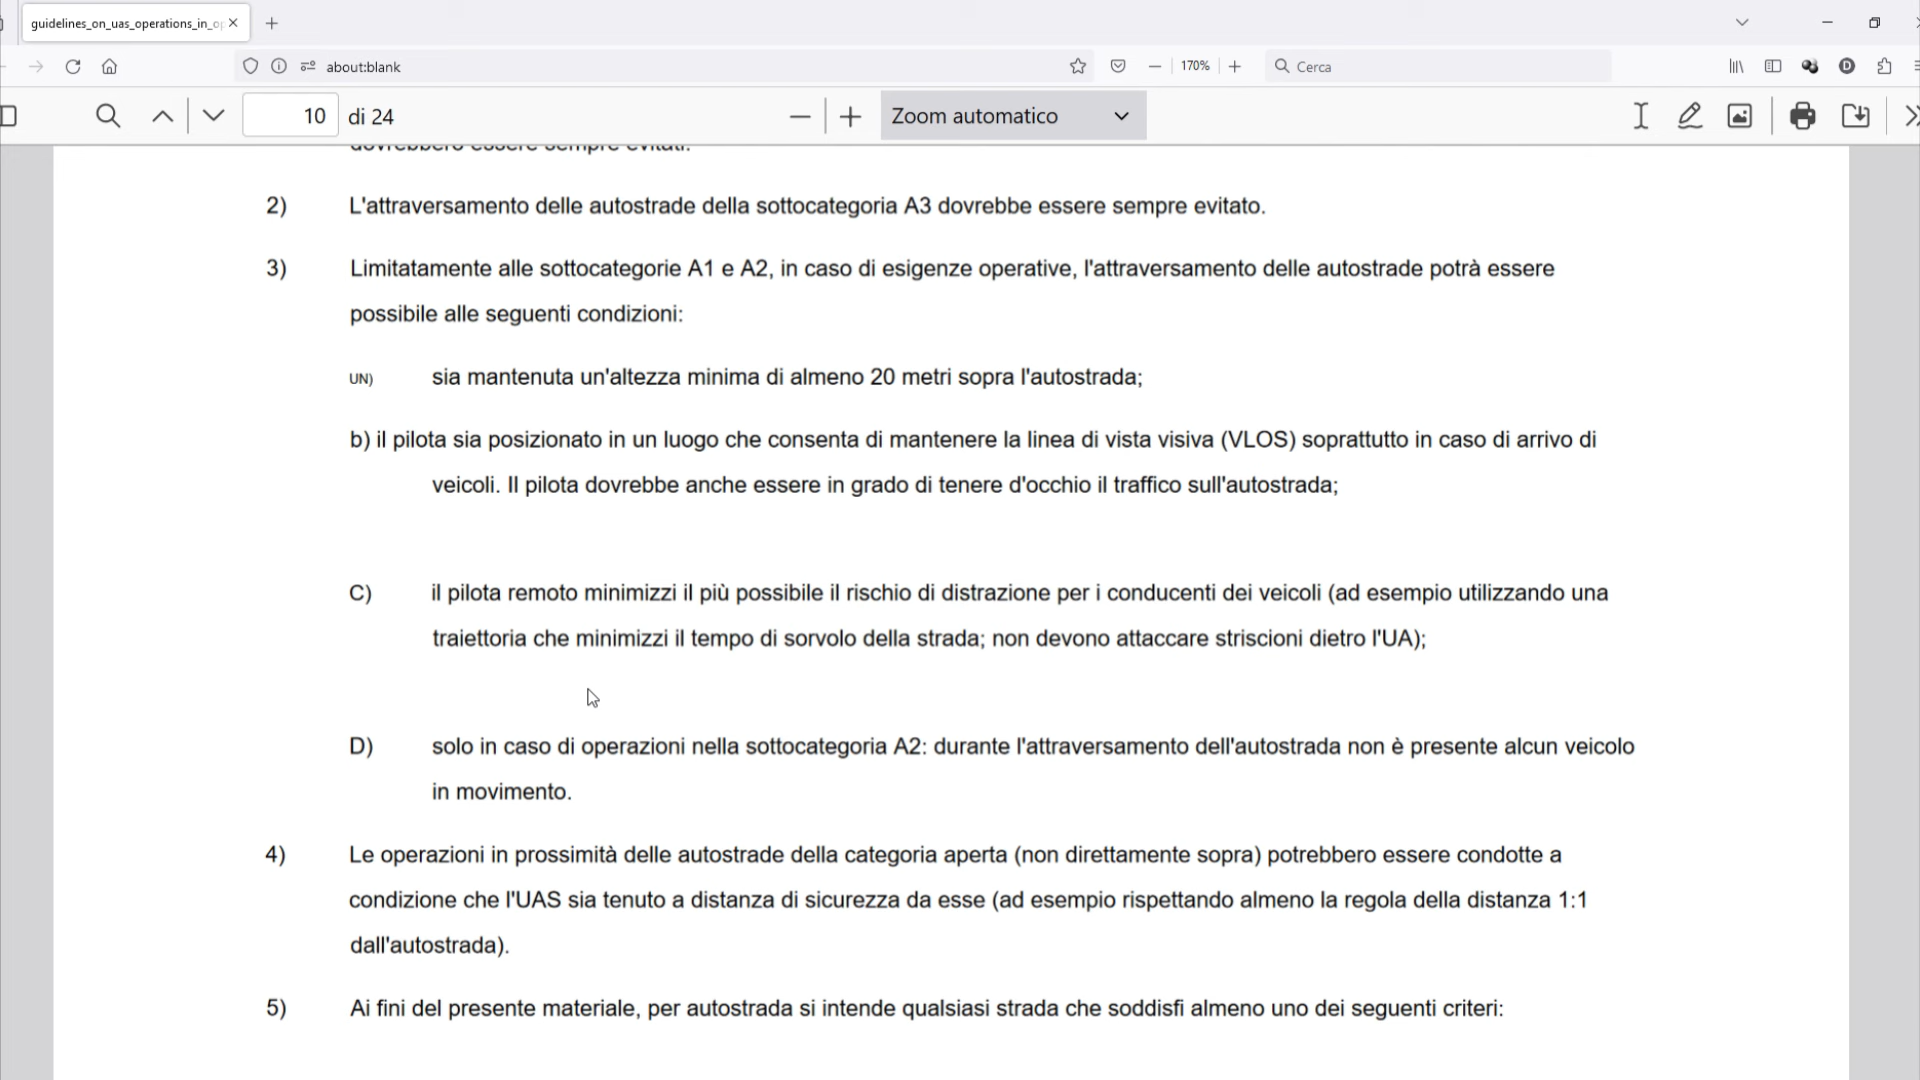 guidelines_on_uas_operations_in_o
about:blank
170%
Cerca
10 di 24
Zoom automatico
dovrebbero essere sempre evitati.
2) L'attraversamento delle autostrade della sottocategoria A3 dovrebbe essere sempre evitato.
3) Limitatamente alle sottocategorie A1 e A2, in caso di esigenze operative, l'attraversamento delle autostrade potrà essere
possibile alle seguenti condizioni:
UN) sia mantenuta un'altezza minima di almeno 20 metri sopra l'autostrada;
b) il pilota sia posizionato in un luogo che consenta di mantenere la linea di vista visiva (VLOS) soprattutto in caso di arrivo di
veicoli. Il pilota dovrebbe anche essere in grado di tenere d'occhio il traffico sull'autostrada;
C) il pilota remoto minimizzi il più possibile il rischio di distrazione per i conducenti dei veicoli (ad esempio utilizzando una
traiettoria che minimizzi il tempo di sorvolo della strada; non devono attaccare striscioni dietro l'UA);
D) solo in caso di operazioni nella sottocategoria A2: durante l'attraversamento dell'autostrada non è presente alcun veicolo
in movimento.
4) Le operazioni in prossimità delle autostrade della categoria aperta (non direttamente sopra) potrebbero essere condotte a
condizione che l'UAS sia tenuto a distanza di sicurezza da esse (ad esempio rispettando almeno la regola della distanza 1:1
dall'autostrada).
5) Ai fini del presente materiale, per autostrada si intende qualsiasi strada che soddisfi almeno uno dei seguenti criteri: